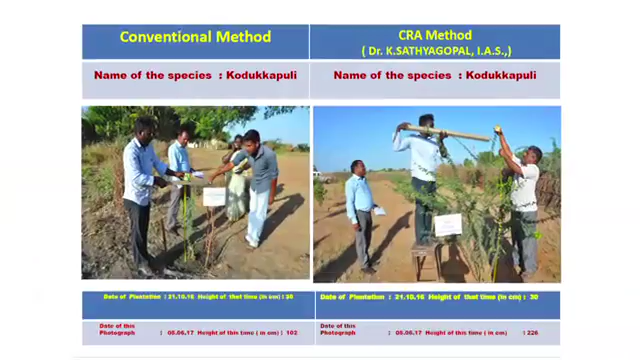 Conventional Method
CRA Method
( Dr. K.SATHYAGOPAL, I.A.S.,)
Name of the species : Kodukkapuli
Name of the species : Kodukkapuli
Date of Plantation : 21.10.16 Height of that time (in cm) :
Date of Plantation : 21.10.16 Height of that time (in cm) : 30
Date of this Photograph : 05.06.17 Height of this time ( in cm) : 102
Date of this Photograph : 05.06.17 Height of this time ( in cm) : 226